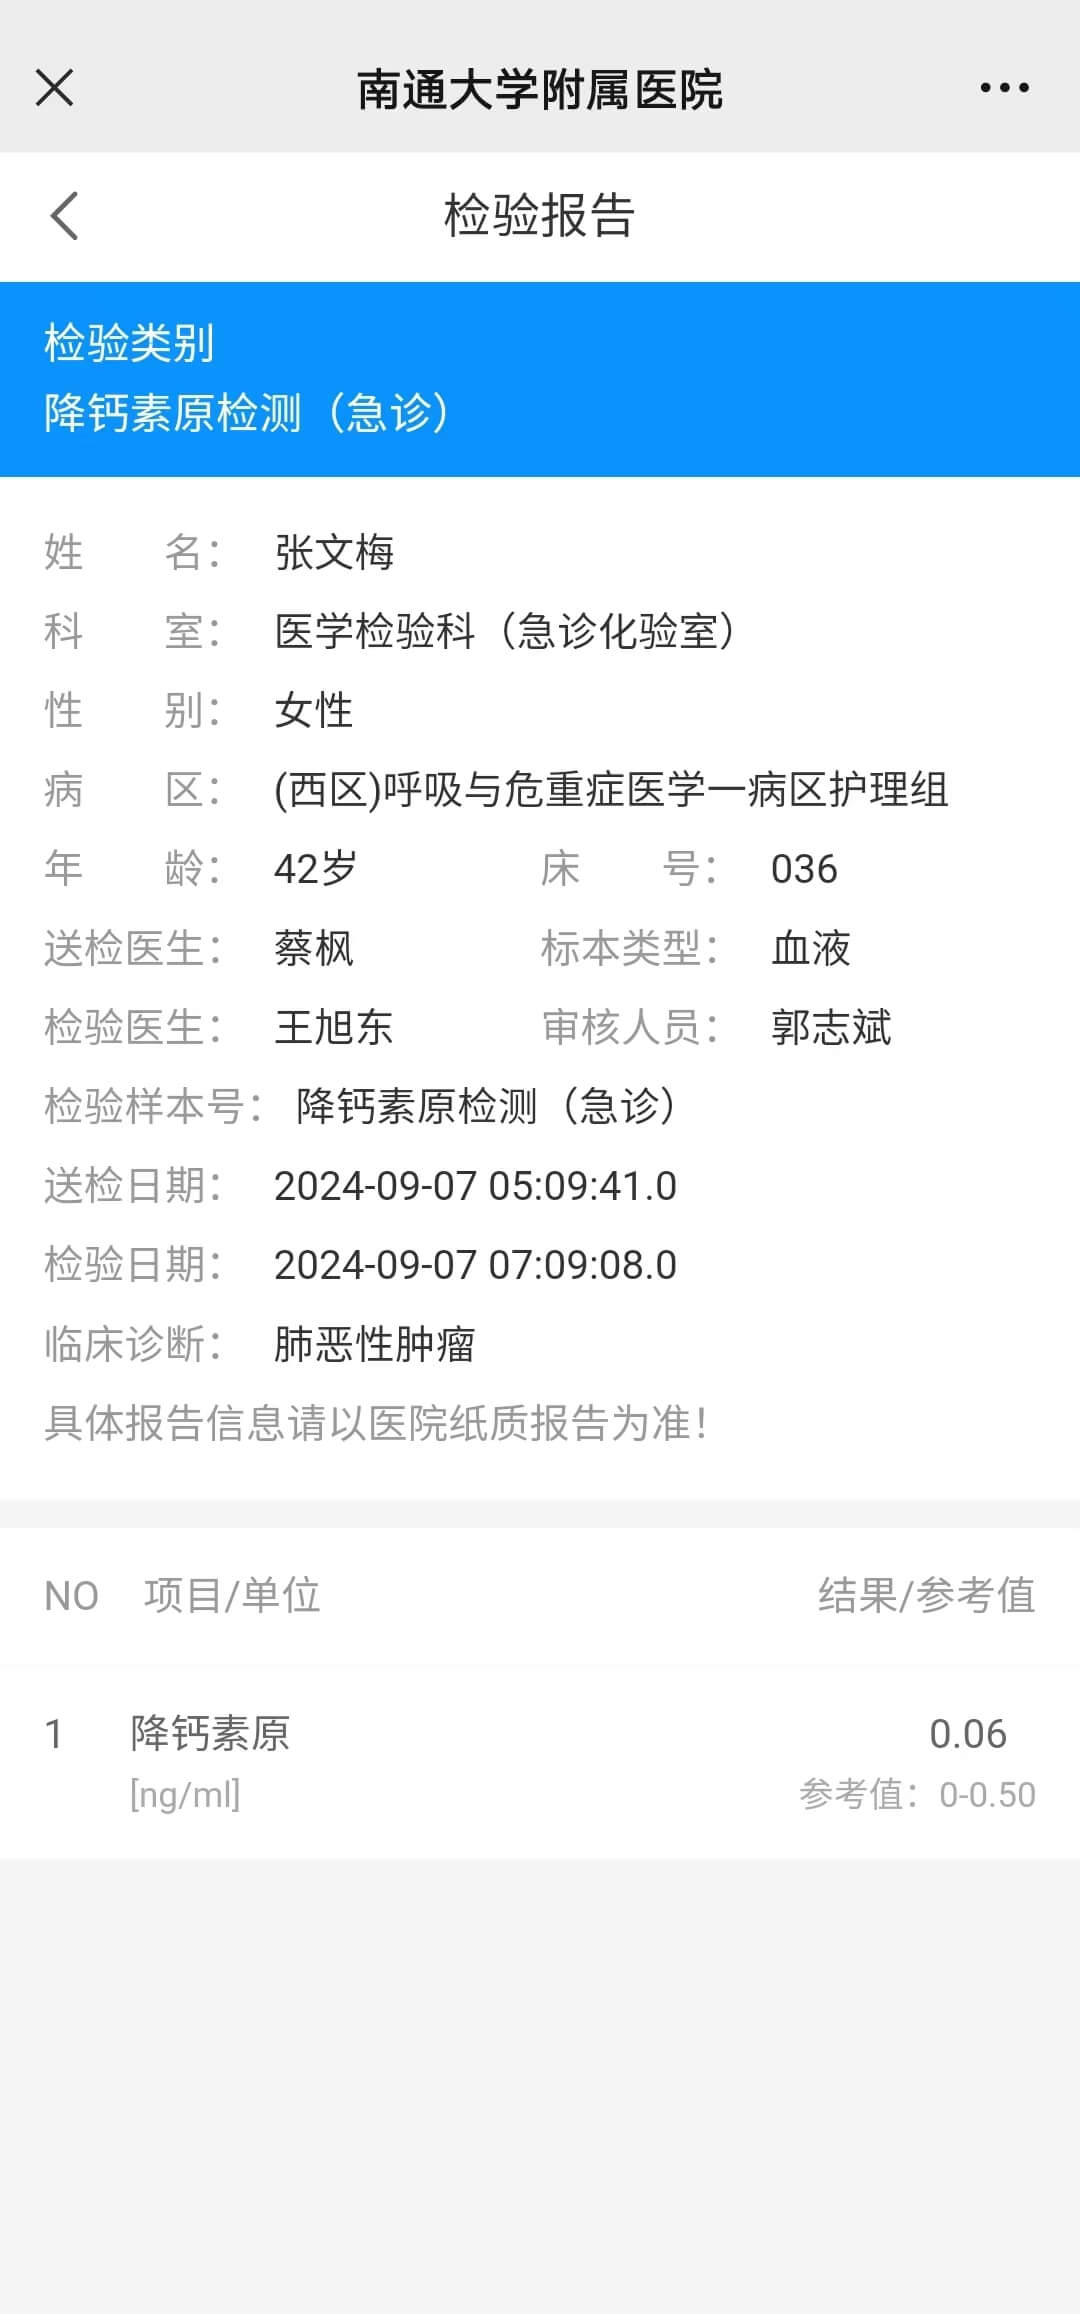 南通大学附属医院
检验报告
检验类别
降钙素原检测（急诊）
姓名： 张文梅
科室： 医学检验科（急诊化验室）
性别： 女性
病区： (西区)呼吸与危重症医学一病区护理组
年龄： 42岁 床号： 036
送检医生： 蔡枫 标本类型： 血液
检验医生： 王旭东 审核人员： 郭志斌
检验样本号： 降钙素原检测（急诊）
送检日期： 2024-09-07 05:09:41.0
检验日期： 2024-09-07 07:09:08.0
临床诊断： 肺恶性肿瘤
具体报告信息请以医院纸质报告为准！
NO 项目/单位 结果/参考值
1 降钙素原 0.06
[ng/ml] 参考值：0-0.50